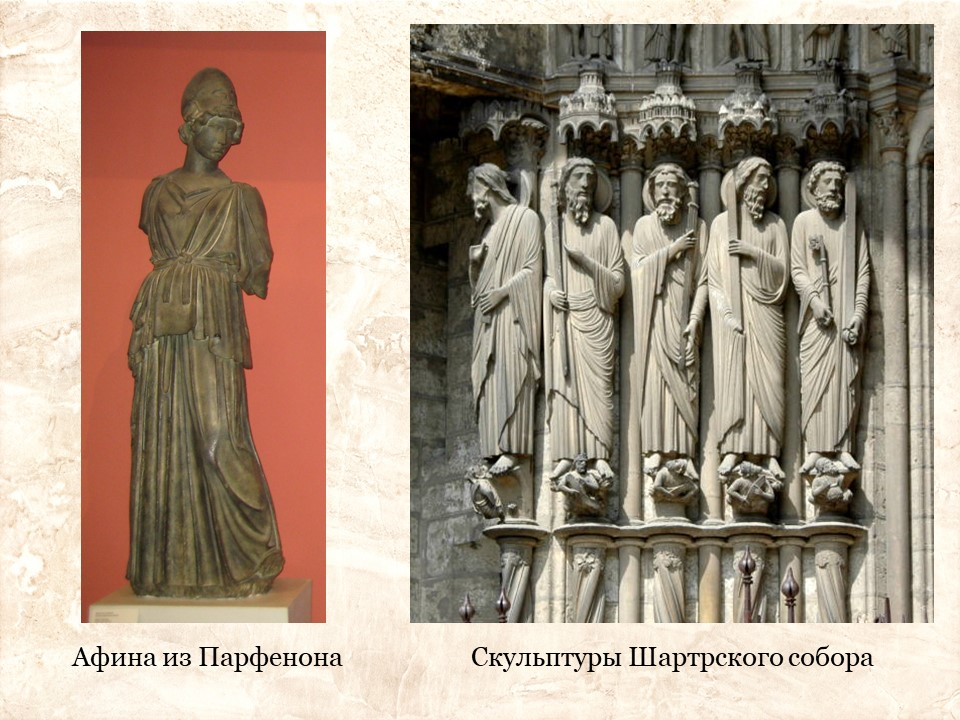 Афина из Парфенона
Скульптуры Шартрского собора